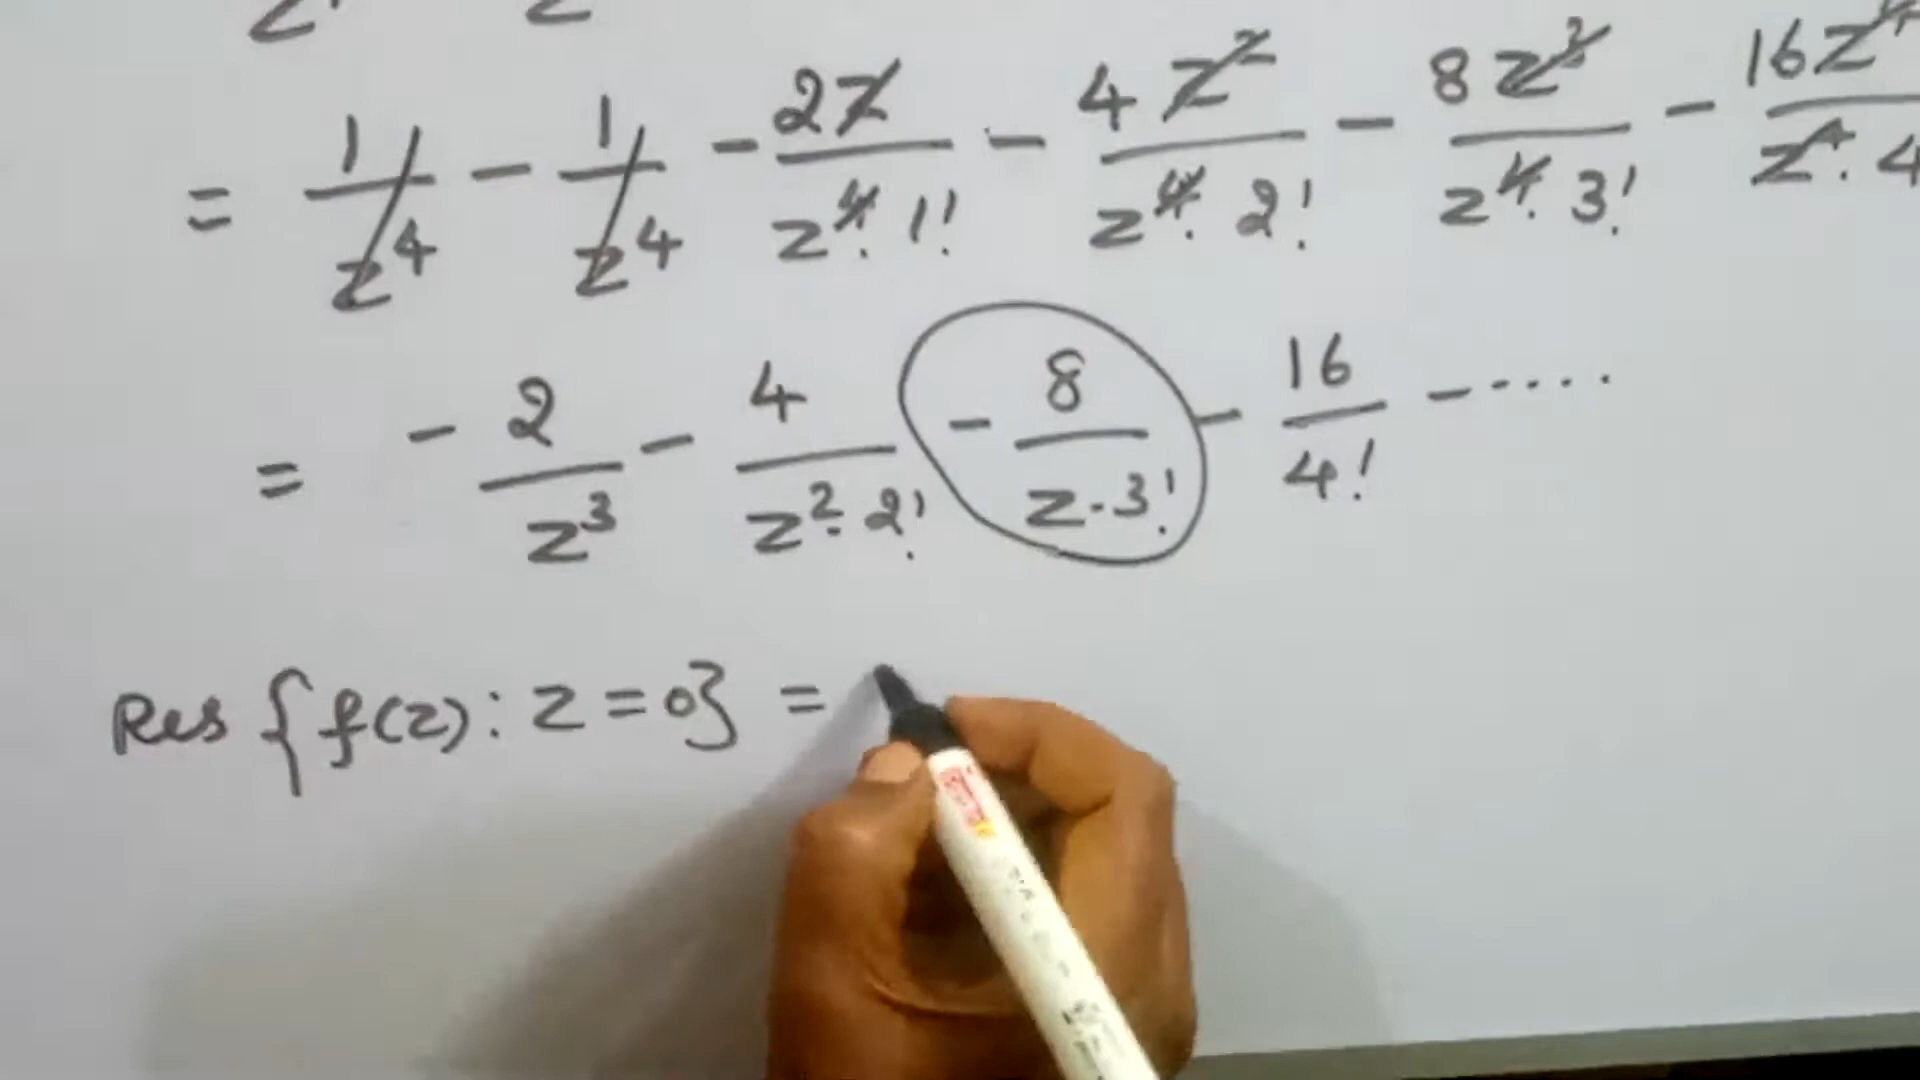 = 1/z⁴ - 1/z⁴ - 2z/z⁴·1! - 4z²/z⁴·2! - 8z³/z⁴·3! - 16z⁴/z⁴·4
= -2/z³ - 4/z²·2! - 8/z·3! - 16/4! - .....
Res {f(z): z = 0} =